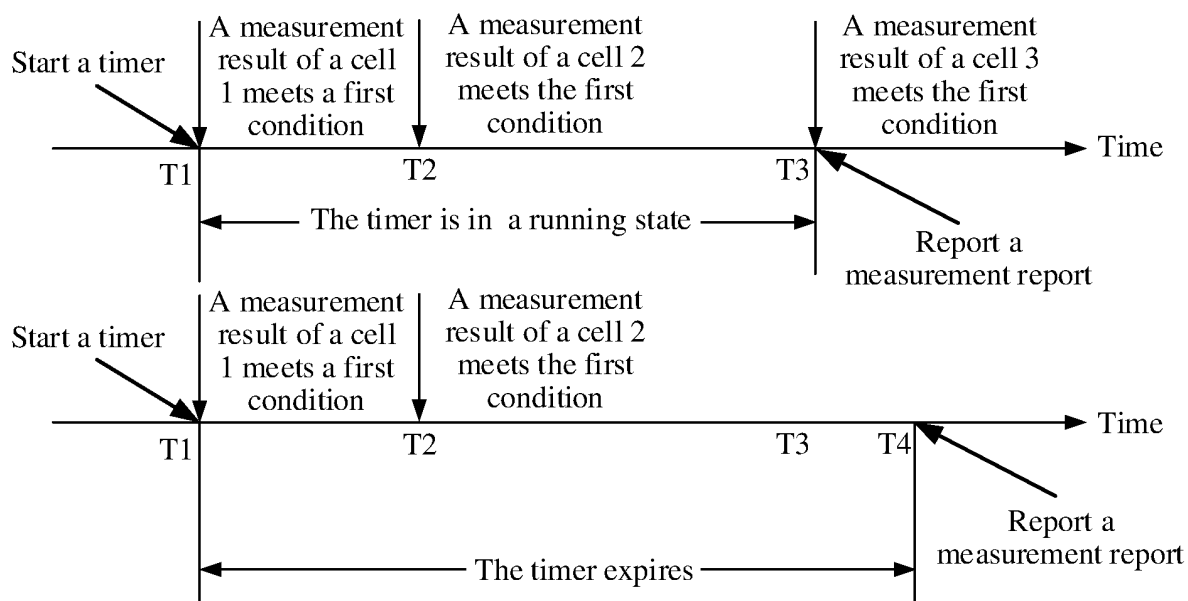 Start a timer
A measurement
result of a cell
1 meets a first
condition
A measurement
result of a cell 2
meets the first
condition
A measurement
result of a cell 3
meets the first
condition
T1
T2
T3
Time
The timer is in a running state
Report a
measurement report
Start a timer
A measurement
result of a cell
1 meets a first
condition
A measurement
result of a cell 2
meets the first
condition
T1
T2
T3
T4
Time
Report a
measurement report
The timer expires